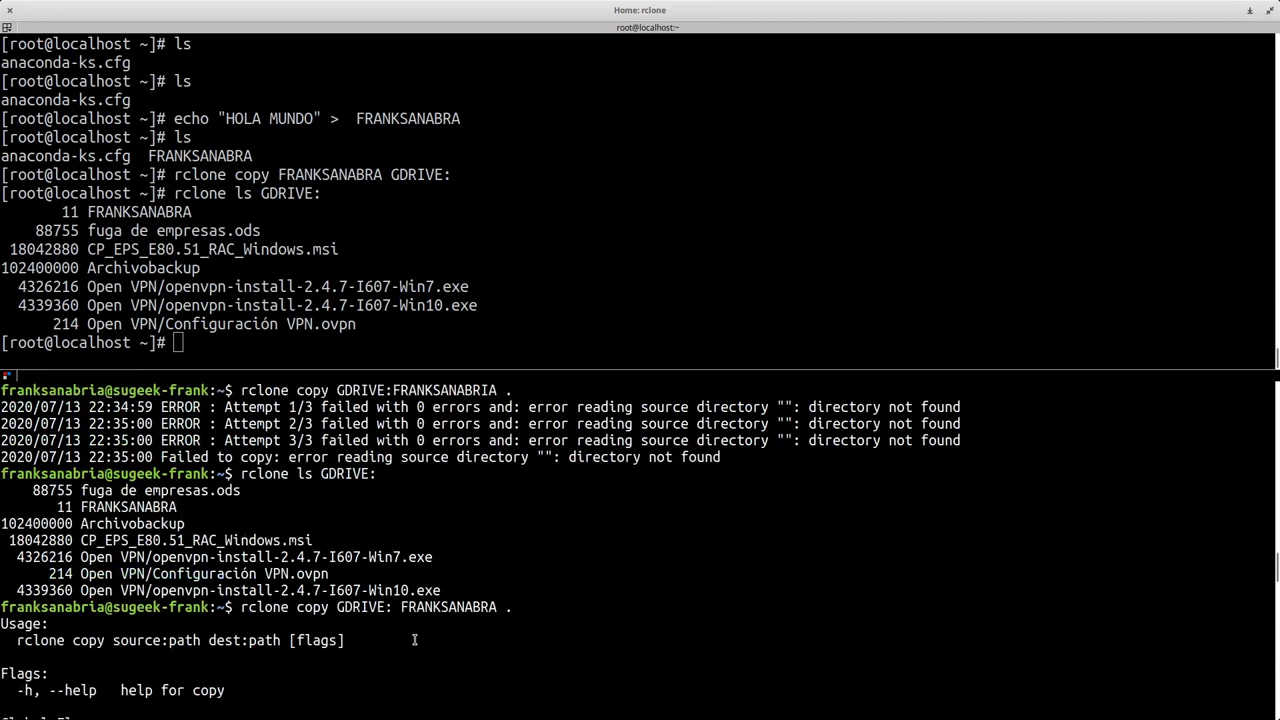 Home: rclone
root@localhost:~
[root@localhost ~]# ls
anaconda-ks.cfg
[root@localhost ~]# ls
anaconda-ks.cfg
[root@localhost ~]# echo "HOLA MUNDO" >  FRANKSANABRA
[root@localhost ~]# ls
anaconda-ks.cfg  FRANKSANABRA
[root@localhost ~]# rclone copy FRANKSANABRA GDRIVE:
[root@localhost ~]# rclone ls GDRIVE:
11 FRANKSANABRA
88755 fuga de empresas.ods
18042880 CP_EPS_E80.51_RAC_Windows.msi
102400000 Archivobackup
4326216 Open VPN/openvpn-install-2.4.7-I607-Win7.exe
4339360 Open VPN/openvpn-install-2.4.7-I607-Win10.exe
214 Open VPN/Configuración VPN.ovpn
[root@localhost ~]#
franksanabria@sugeek-frank:~$ rclone copy GDRIVE:FRANKSANABRIA .
2020/07/13 22:34:59 ERROR : Attempt 1/3 failed with 0 errors and: error reading source directory "": directory not found
2020/07/13 22:35:00 ERROR : Attempt 2/3 failed with 0 errors and: error reading source directory "": directory not found
2020/07/13 22:35:00 ERROR : Attempt 3/3 failed with 0 errors and: error reading source directory "": directory not found
2020/07/13 22:35:00 Failed to copy: error reading source directory "": directory not found
franksanabria@sugeek-frank:~$ rclone ls GDRIVE:
88755 fuga de empresas.ods
11 FRANKSANABRA
102400000 Archivobackup
18042880 CP_EPS_E80.51_RAC_Windows.msi
4326216 Open VPN/openvpn-install-2.4.7-I607-Win7.exe
214 Open VPN/Configuración VPN.ovpn
4339360 Open VPN/openvpn-install-2.4.7-I607-Win10.exe
franksanabria@sugeek-frank:~$ rclone copy GDRIVE: FRANKSANABRA .
Usage:
rclone copy source:path dest:path [flags]
Flags:
-h, --help   help for copy